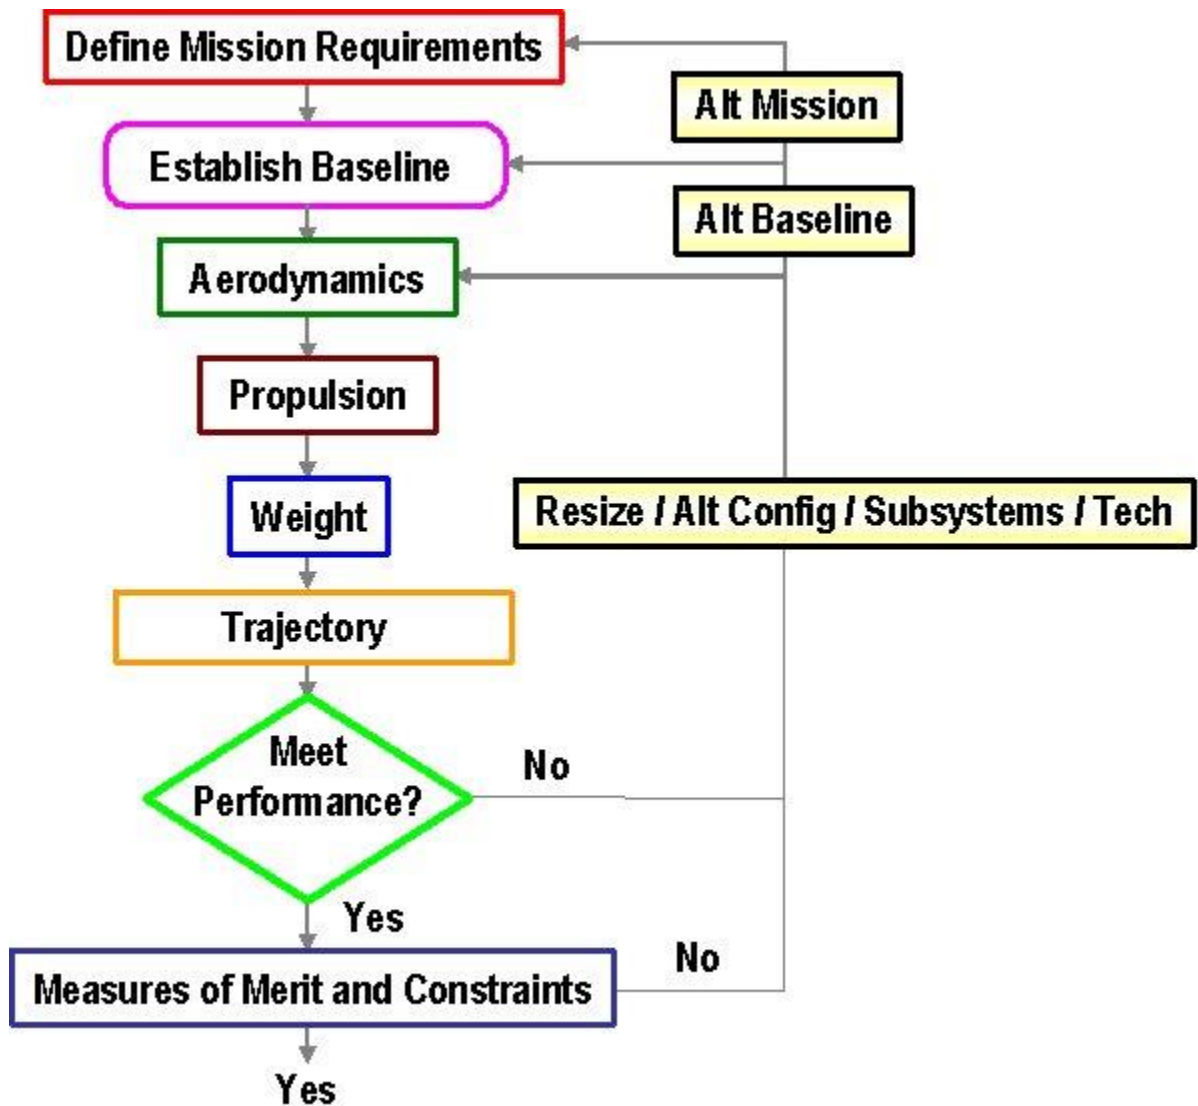 Define Mission Requirements
Alt Mission
Establish Baseline
Alt Baseline
Aerodynamics
Propulsion
Weight
Resize / Alt Config / Subsystems / Tech
Trajectory
Meet
Performance?
No
Yes
Measures of Merit and Constraints
No
Yes